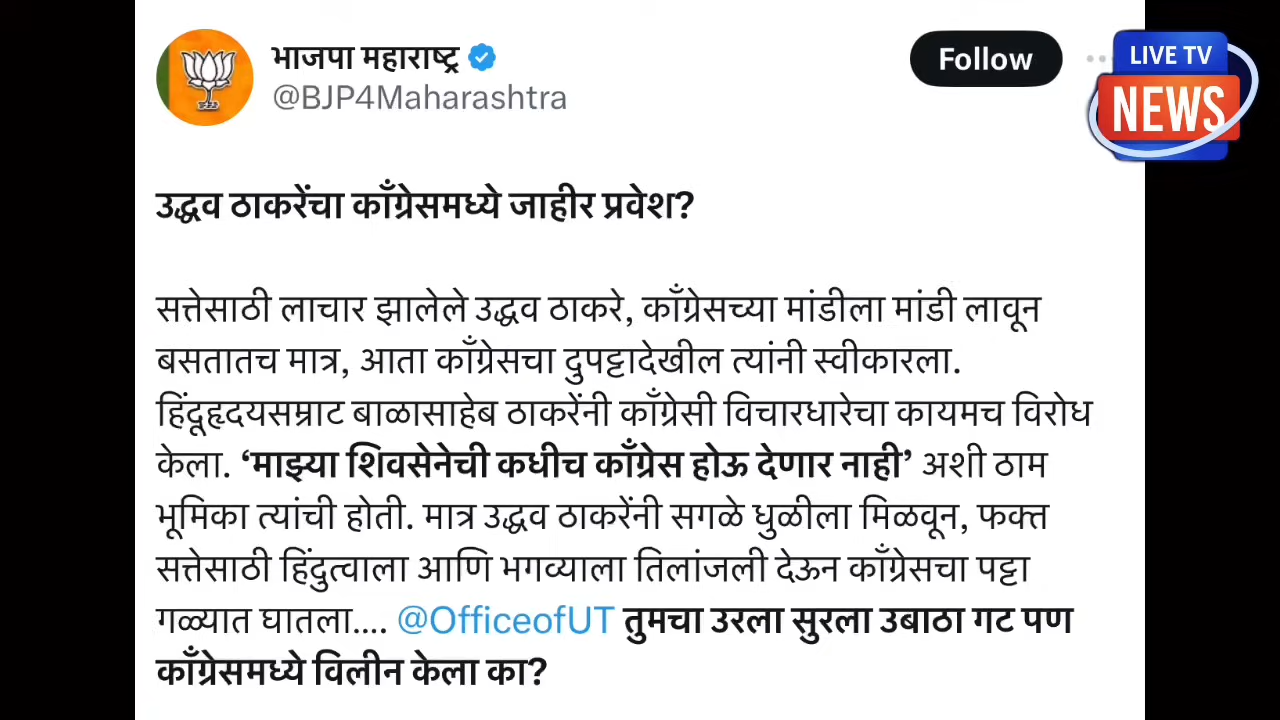 भाजपा महाराष्ट्र
Follow
@BJP4Maharashtra
LIVE TV
NEWS
उद्धव ठाकरेंचा काँग्रेसमध्ये जाहीर प्रवेश?
सत्तेसाठी लाचार झालेले उद्धव ठाकरे, काँग्रेसच्या मांडीला मांडी लावून
बसतातच मात्र, आता काँग्रेसचा दुपट्टादेखील त्यांनी स्वीकारला.
हिंदूहृदयसम्राट बाळासाहेब ठाकरेंनी काँग्रेसी विचारधारेचा कायमच विरोध
केला. ‘माझ्या शिवसेनेची कधीच काँग्रेस होऊ देणार नाही’ अशी ठाम
भूमिका त्यांची होती. मात्र उद्धव ठाकरेंनी सगळे धुळीला मिळवून, फक्त
सत्तेसाठी हिंदुत्वाला आणि भगव्याला तिलांजली देऊन काँग्रेसचा पट्टा
गळ्यात घातला.... @OfficeofUT तुमचा उरला सुरला उबाठा गट पण
काँग्रेसमध्ये विलीन केला का?